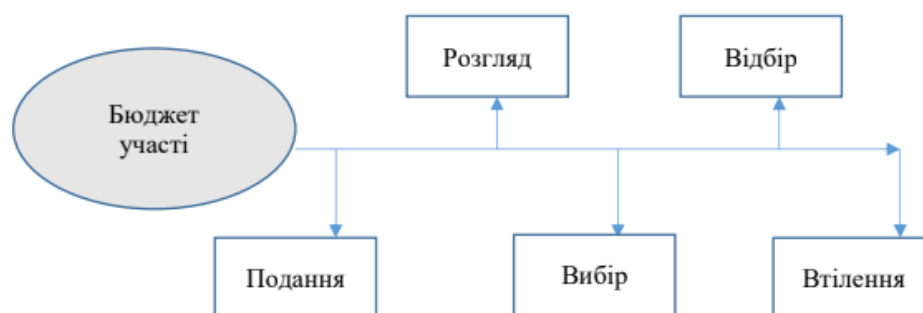 Розгляд
Відбір
Бюджет
участі
Подання
Вибір
Втілення